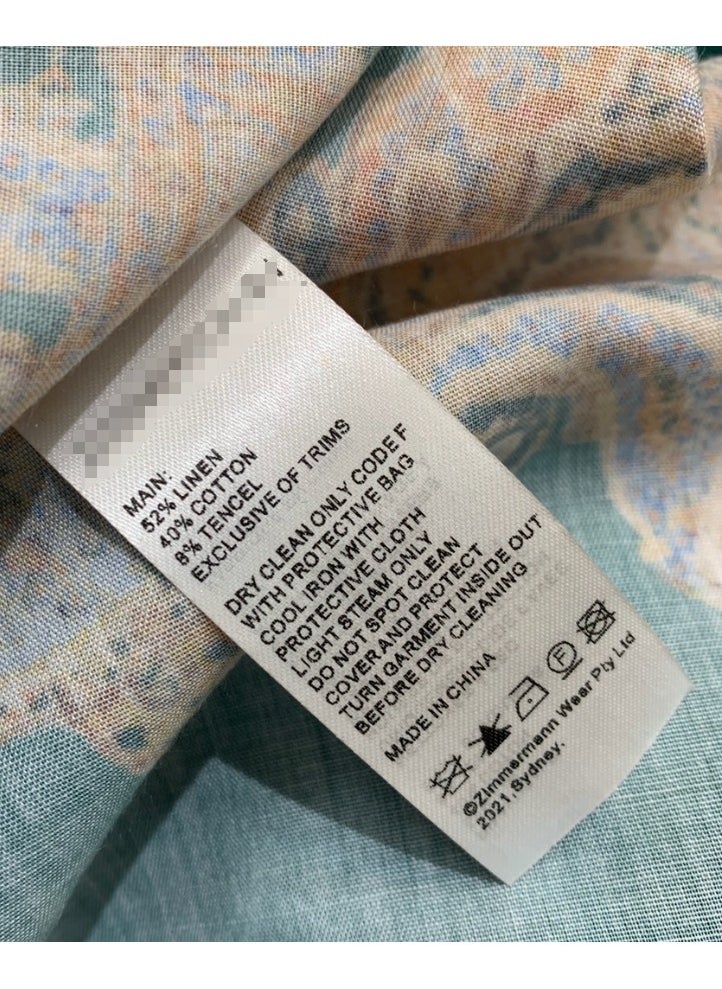 MAIN:
52% LINEN
40% COTTON
8% TENCEL
EXCLUSIVE OF TRIMS
DRY CLEAN ONLY CODE F
WITH PROTECTIVE BAG
COOL IRON WITH
PROTECTIVE CLOTH
LIGHT STEAM ONLY
DO NOT SPOT CLEAN
COVER AND PROTECT
TURN GARMENT INSIDE OUT
BEFORE DRY CLEANING
MADE IN CHINA
F
©Zimmermann Wear Pty Ltd
2021, Sydney.